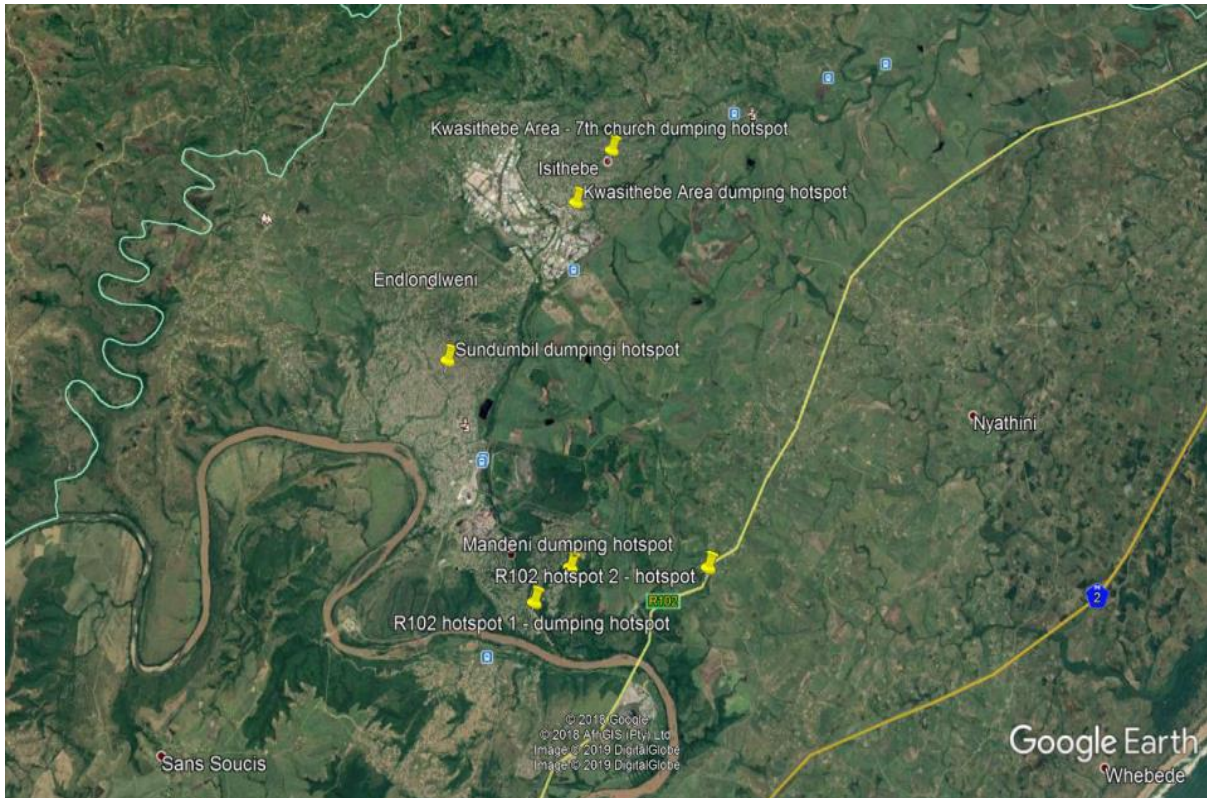 Kwasithebe Area - 7th church dumping hotspot
Isithebe
Kwasithebe Area dumping hotspot
Endlondlweni
Sundumbil dumpingi hotspot
Nyathini
Mandeni dumping hotspot
R102 hotspot 2 - hotspot
R102
N
2
R102 hotspot 1 - dumping hotspot
© 2018 Google
© 2018 AfriGIS (Pty) Ltd
Image © 2019 DigitalGlobe
Image © 2019 DigitalGlobe
Google Earth
Sans Soucis
Whebede